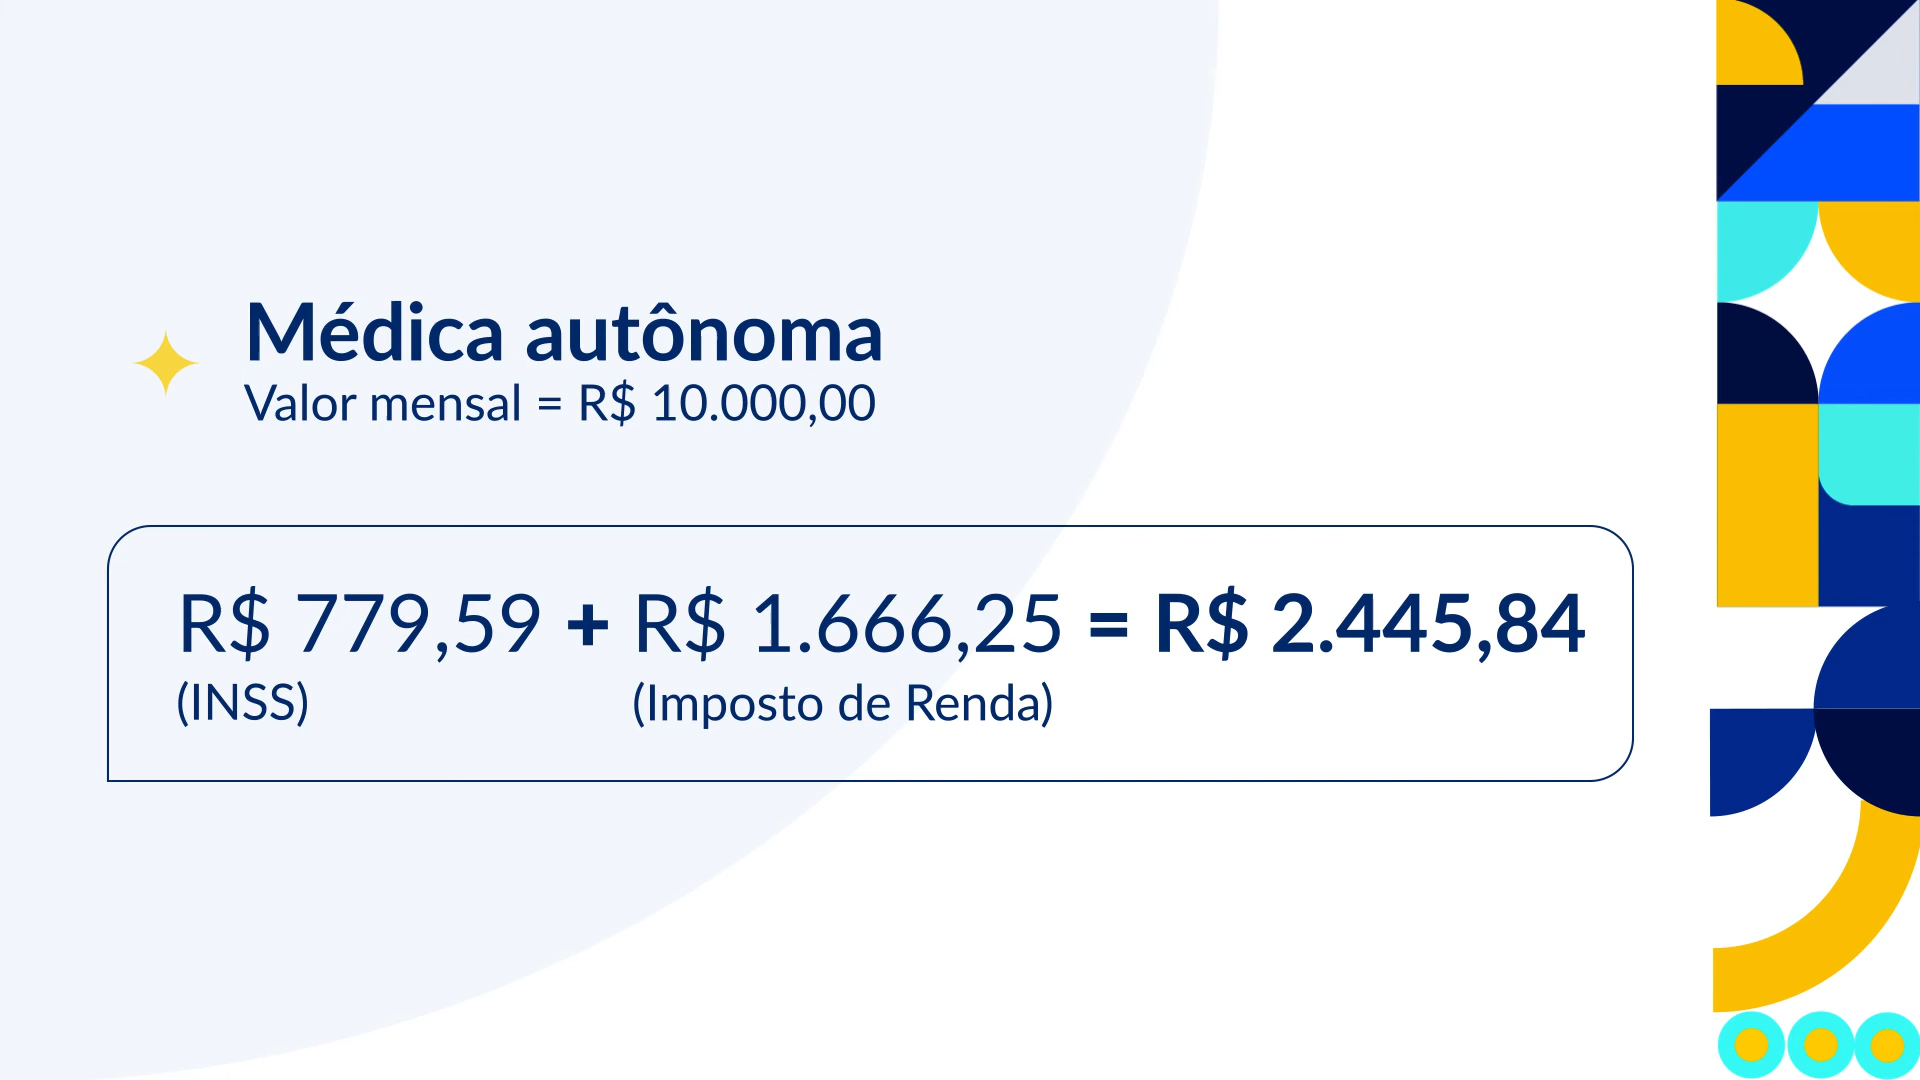 Médica autônoma
Valor mensal = R$ 10.000,00
R$ 779,59 + R$ 1.666,25 = R$ 2.445,84
(INSS) (Imposto de Renda)